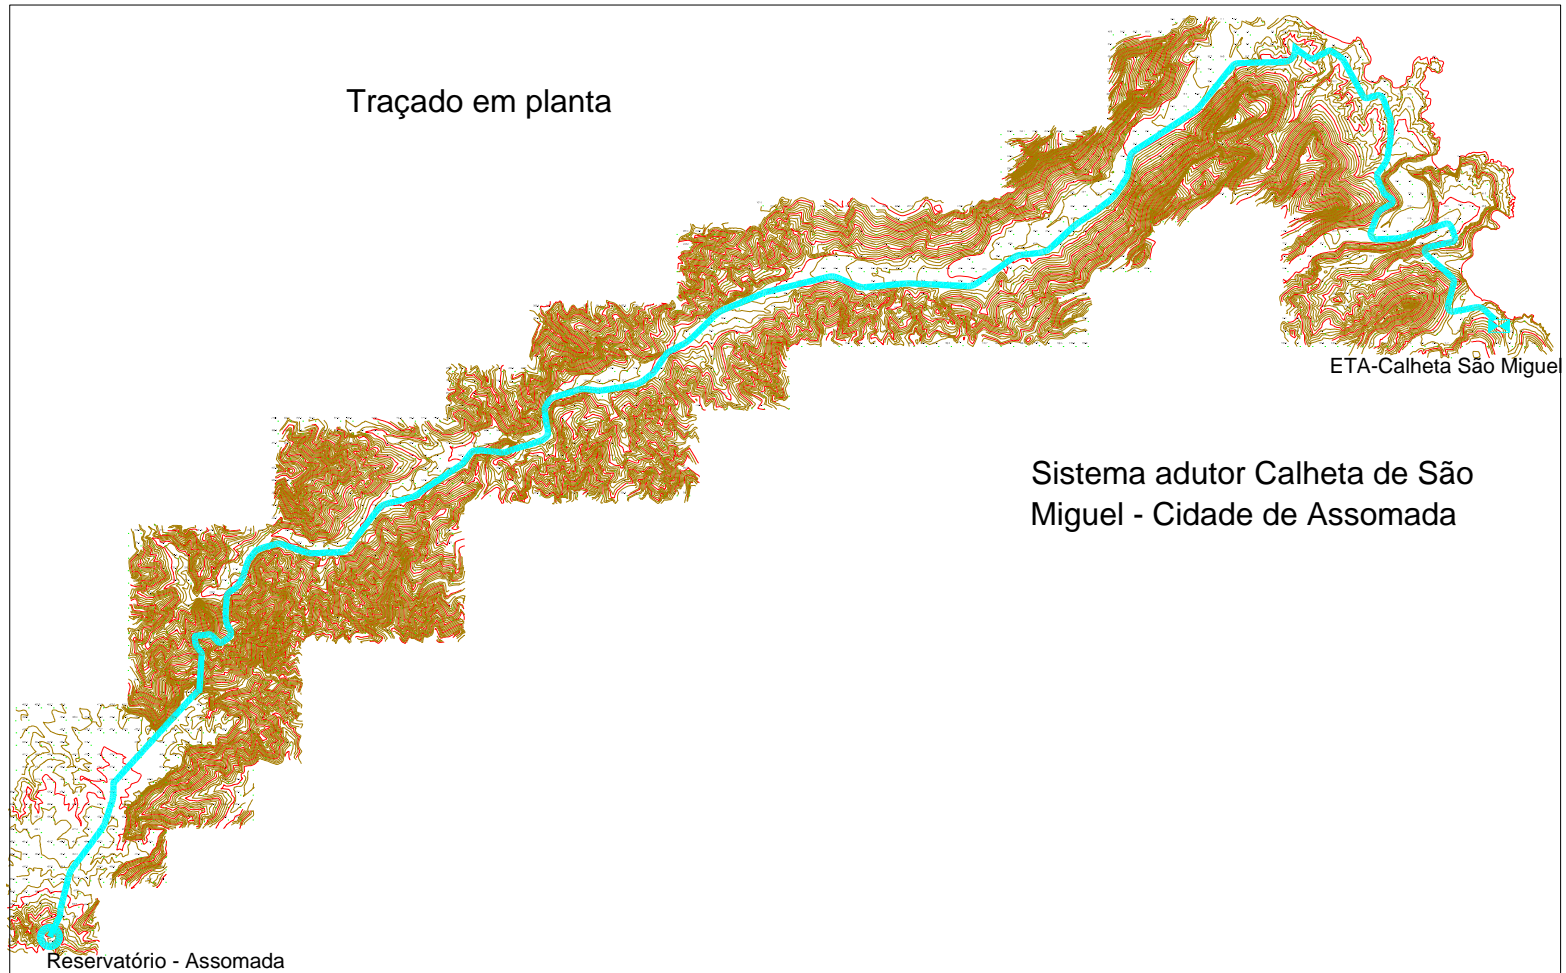 Traçado em planta
ETA-Calheta São Miguel
Sistema adutor Calheta de São
Miguel - Cidade de Assomada
Reservatório - Assomada